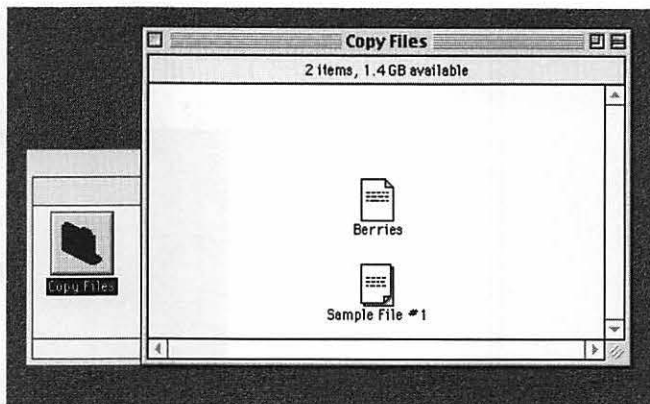 Copy Files
2 items, 1.4 GB available
Berries
Copy Files
Sample File #1